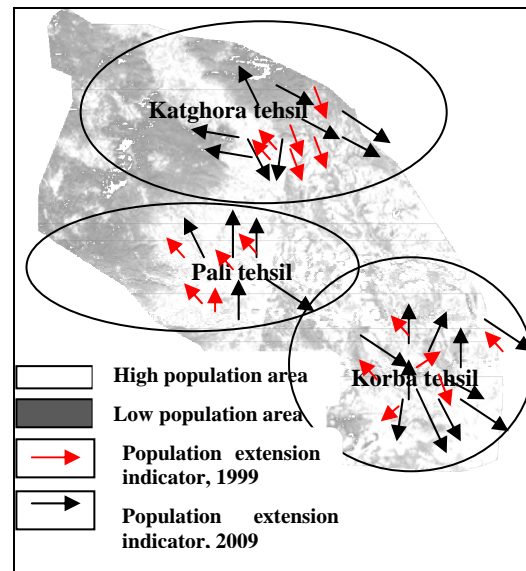 Katghora tehsil
Pali tehsil
Korba tehsil
High population area
Low population area
Population extension
indicator, 1999
Population extension
indicator, 2009